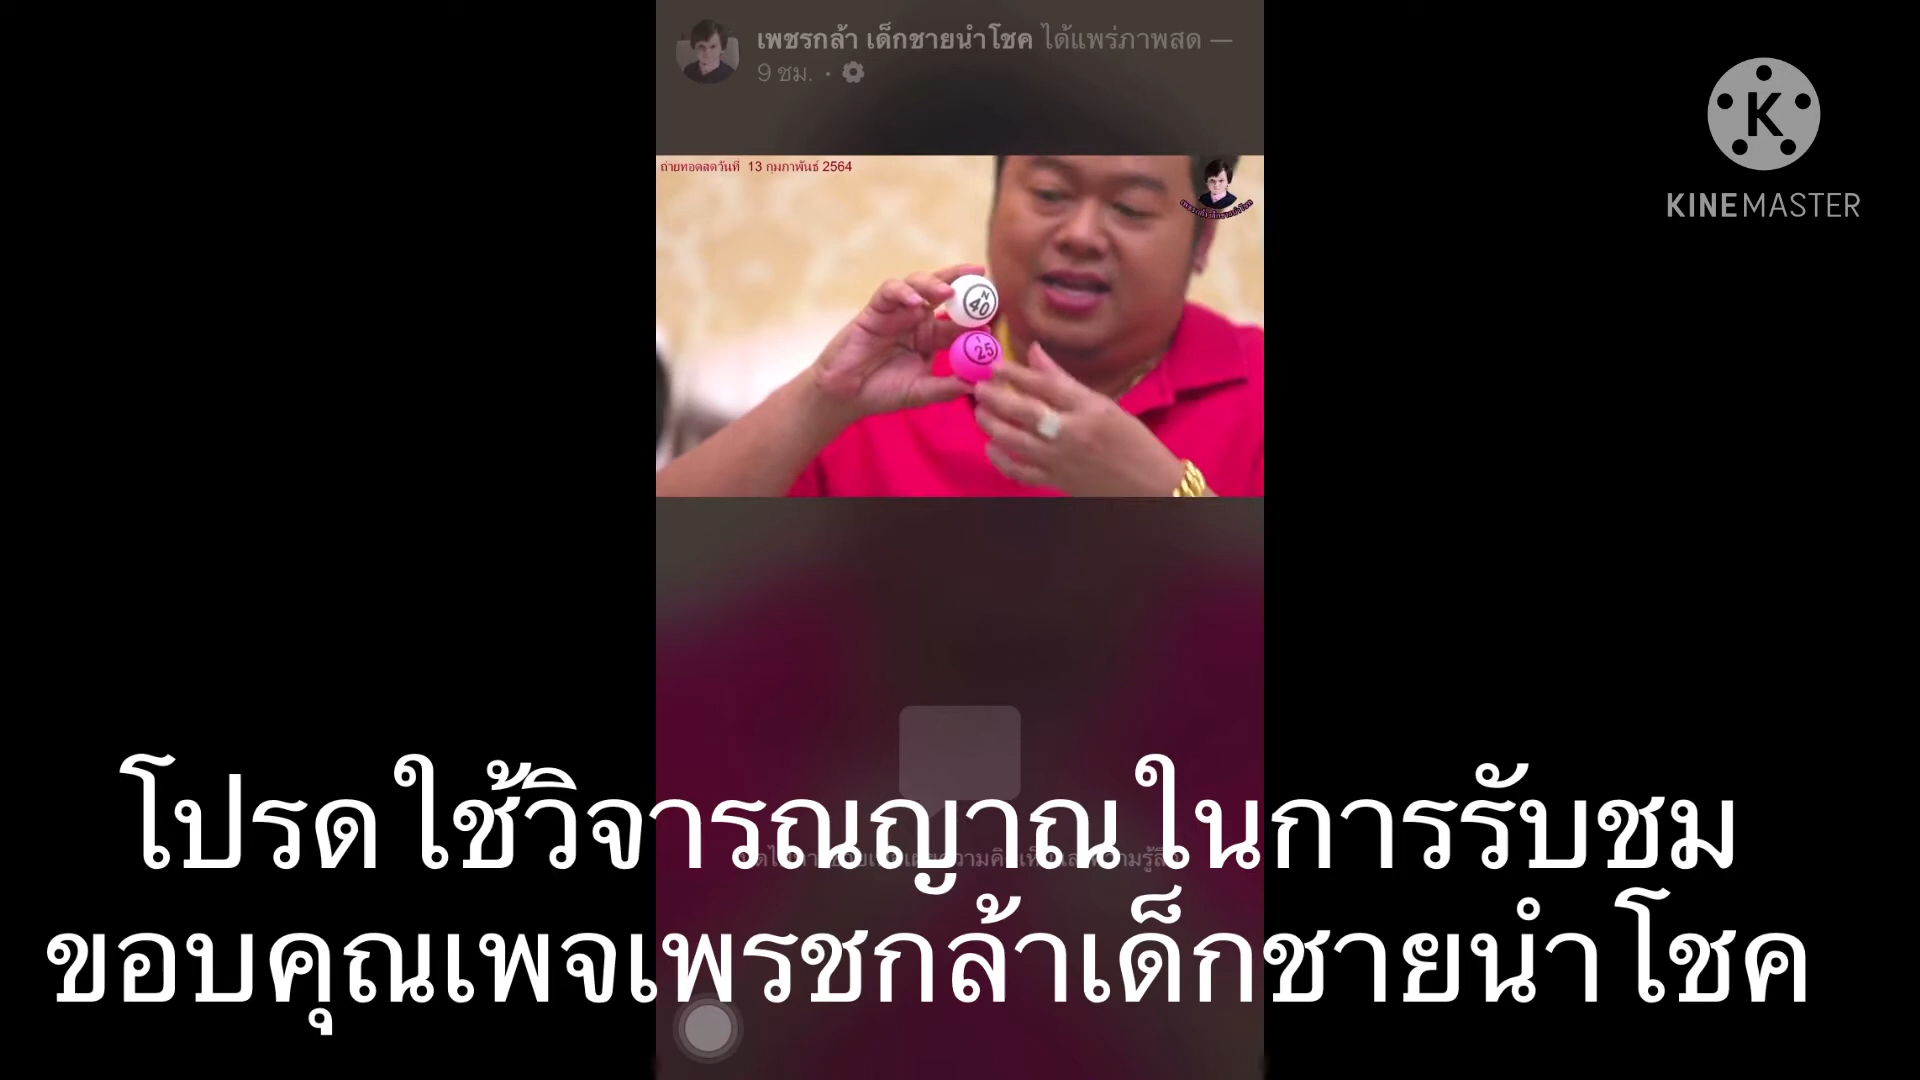 เพชรกล้า เด็กชายนำโชค ได้แพร่ภาพสด —
9 ชม. ·
K
KINEMASTER
ถ่ายทอดสดวันที่ 13 กุมภาพันธ์ 2564
N
40
I
25
โปรดใช้วิจารณญาณในการรับชม
ขอบคุณเพจเพรชกล้าเด็กชายนำโชค